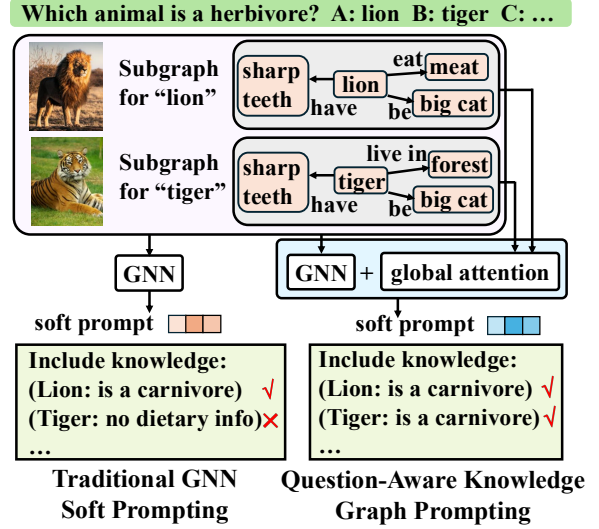 Which animal is a herbivore? A: lion B: tiger C: …
Subgraph
for “lion”
sharp
teeth
have
lion
eat
meat
be
big cat
Subgraph
for “tiger”
sharp
teeth
have
tiger
live in
forest
be
big cat
GNN
GNN + global attention
soft prompt
soft prompt
Include knowledge:
(Lion: is a carnivore) √
(Tiger: no dietary info)×
…
Include knowledge:
(Lion: is a carnivore) √
(Tiger: is a carnivore)√
…
Traditional GNN
Soft Prompting
Question-Aware Knowledge
Graph Prompting